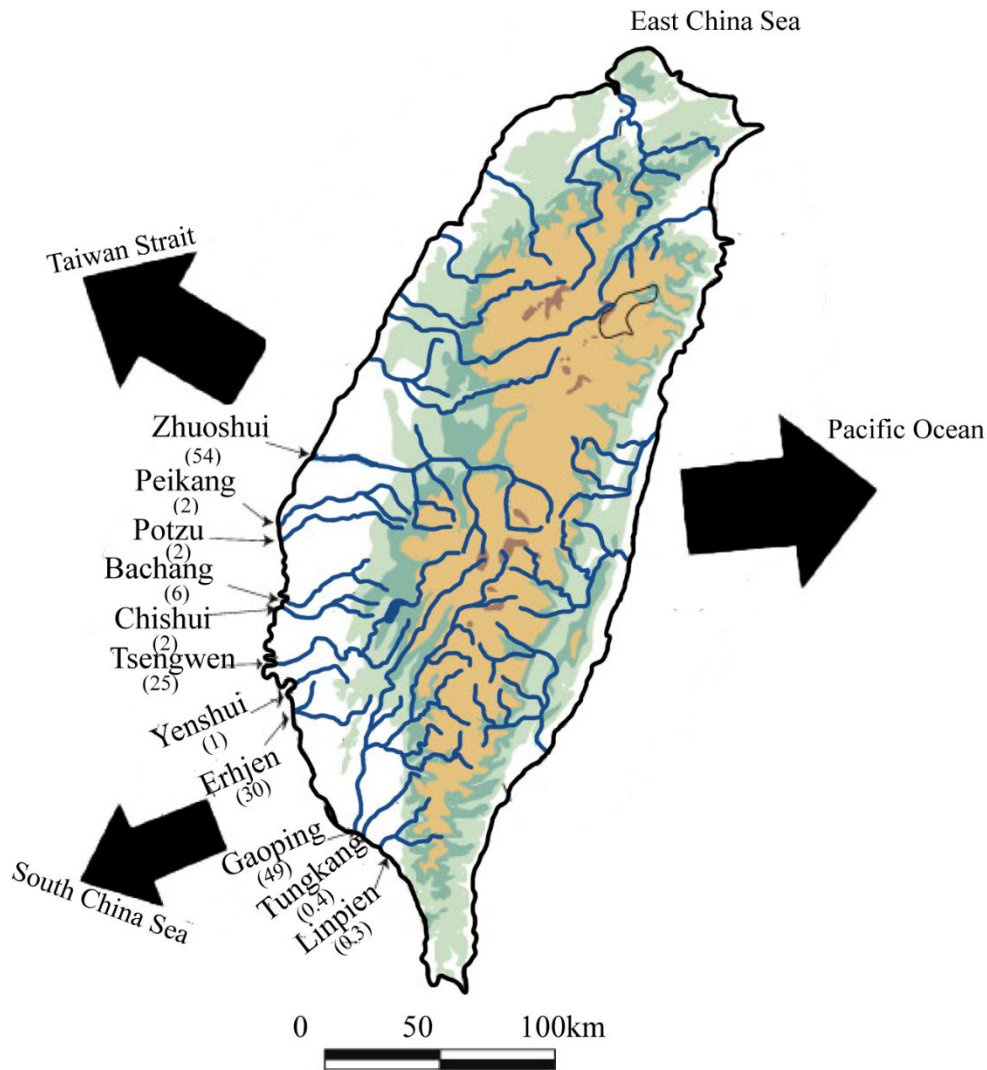 East China Sea
Taiwan Strait
Pacific Ocean
Zhuoshui
(54)
Peikang
(2)
Potzu
(2)
Bachang
(6)
Chishui
(2)
Tsengwen
(25)
Yenshui
(1)
Erhjen
(30)
Gaoping
(49)
Tungkang
(0.4)
Linpien
(0.3)
South China Sea
0 50 100km